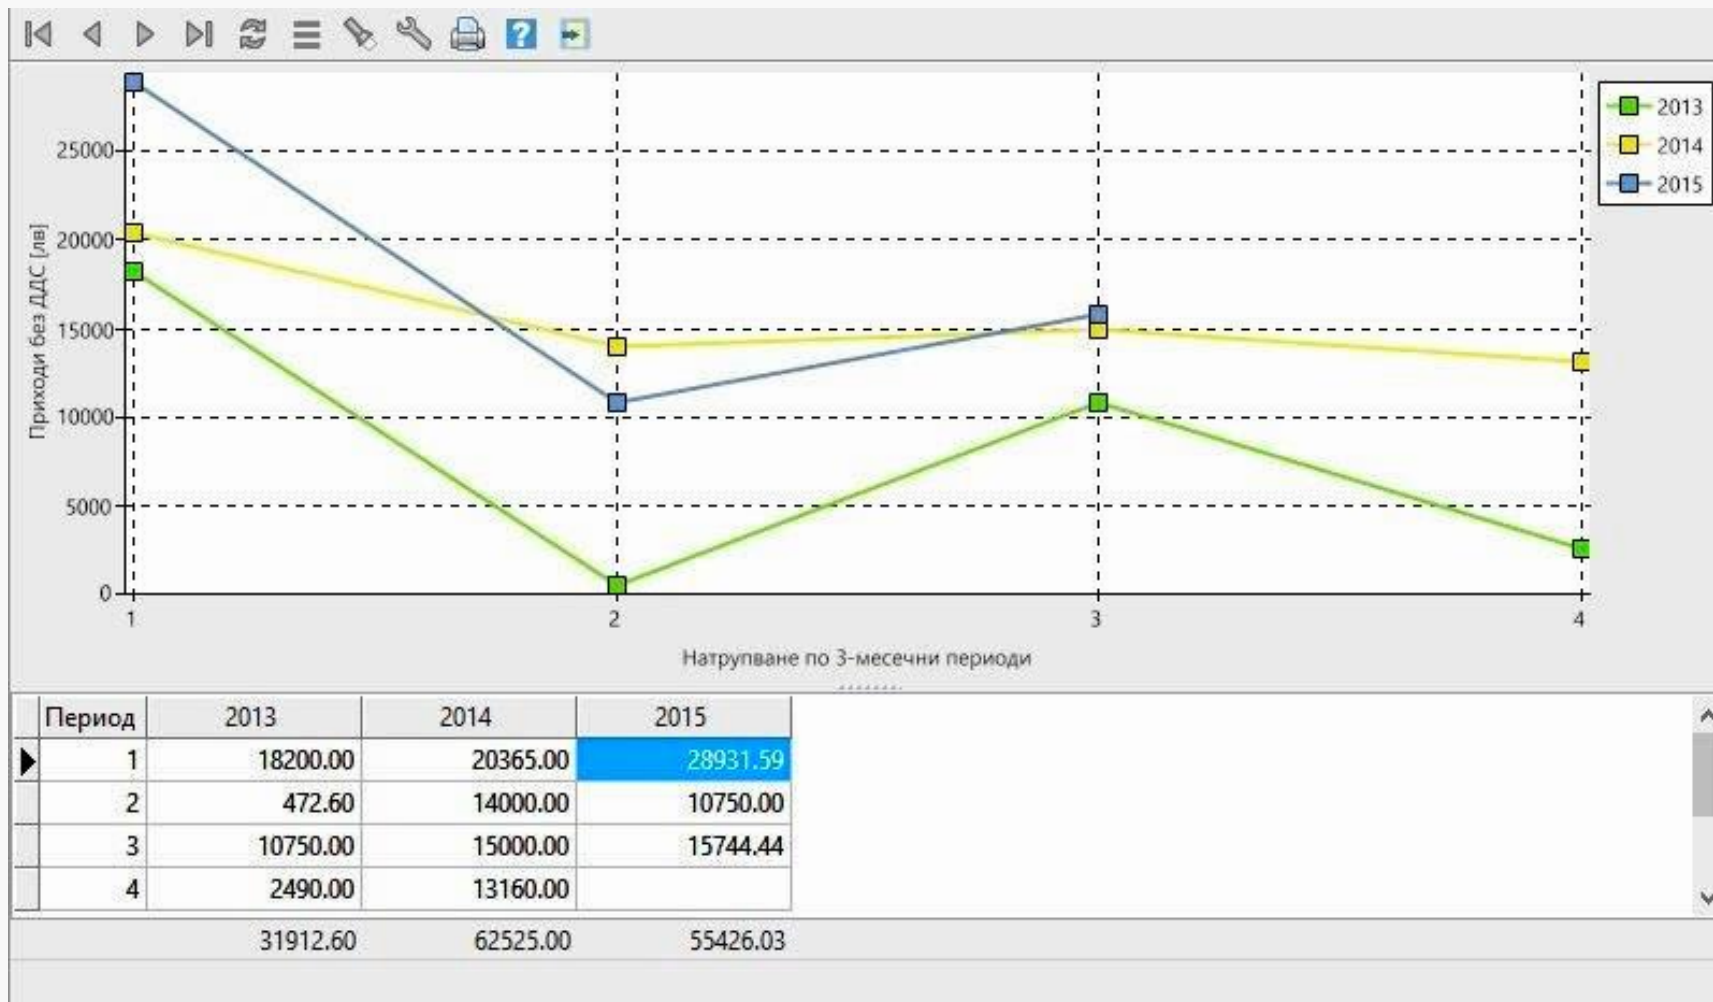 ?
2013
2014
2015
25000
20000
15000
10000
5000
0
Приходи без ДДС [лв]
1 2 3 4
Натрупване по 3-месечни периоди
Период 2013 2014 2015
1 18200.00 20365.00 28931.59
2 472.60 14000.00 10750.00
3 10750.00 15000.00 15744.44
4 2490.00 13160.00
31912.60 62525.00 55426.03